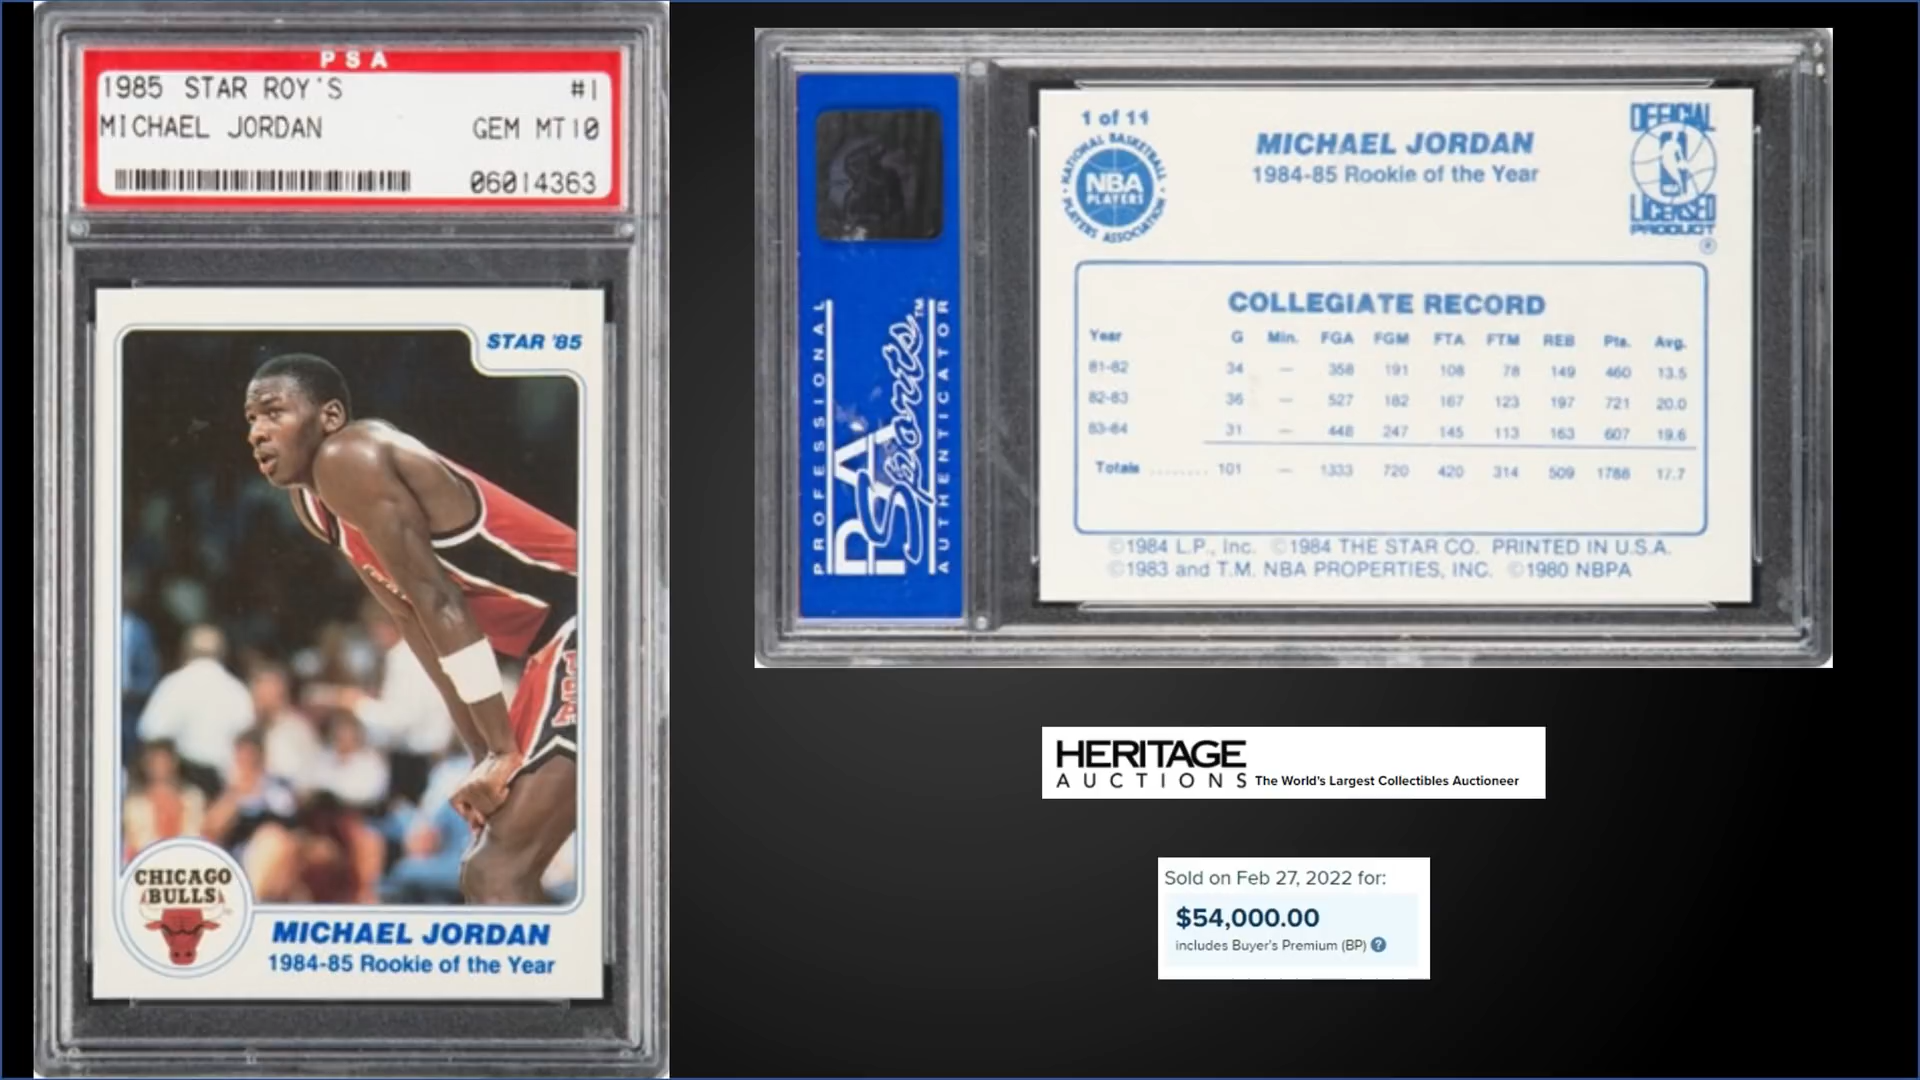 PSA
1985 STAR ROY'S #1
MICHAEL JORDAN GEM MT10
06014363
STAR '85
CHICAGO
BULLS
MICHAEL JORDAN
1984-85 Rookie of the Year
PROFESSIONAL
PSA Sports™
AUTHENTICATOR
1 of 11
NATIONAL BASKETBALL
NBA
PLAYERS
PLAYERS ASSOCIATION
MICHAEL JORDAN
1984-85 Rookie of the Year
OFFICIAL
LICENSED
PRODUCT
®
COLLEGIATE RECORD
Year G Min. FGA FGM FTA FTM REB Pts. Avg.
81-82 34 — 358 191 108 78 149 460 13.5
82-83 36 — 527 182 167 123 197 721 20.0
83-84 31 — 448 247 145 113 163 607 19.6
Totals ........ 101 — 1333 720 420 314 509 1788 17.7
©1984 L.P., Inc. ©1984 THE STAR CO. PRINTED IN U.S.A.
©1983 and T.M. NBA PROPERTIES, INC. ©1980 NBPA
HERITAGE
AUCTIONS The World's Largest Collectibles Auctioneer
Sold on Feb 27, 2022 for:
$54,000.00
includes Buyer's Premium (BP) ?